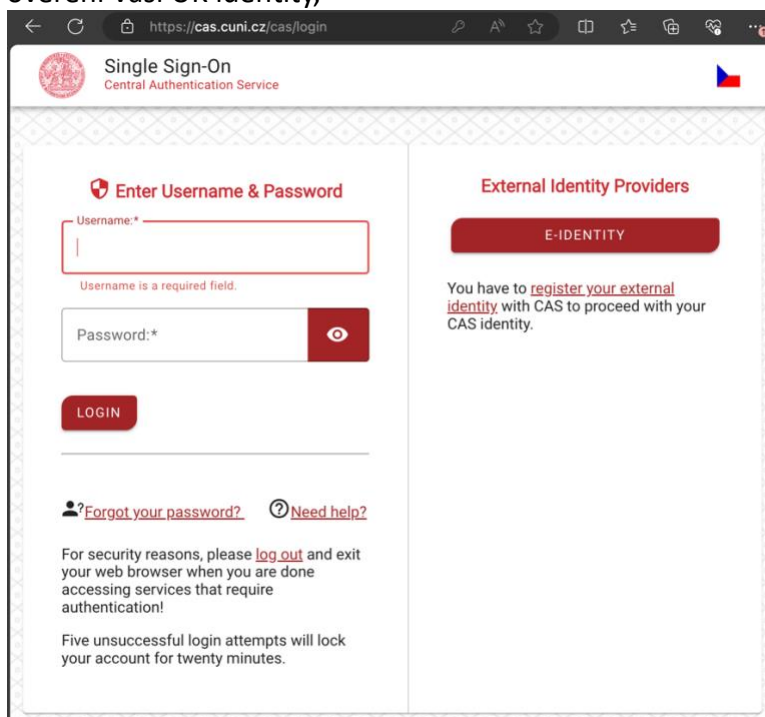 ověření Vaší UK identity,
https://cas.cuni.cz/cas/login
Single Sign-On
Central Authentication Service
Enter Username & Password
Username:*
Username is a required field.
Password:*
LOGIN
Forgot your password? Need help?
For security reasons, please log out and exit
your web browser when you are done
accessing services that require
authentication!
Five unsuccessful login attempts will lock
your account for twenty minutes.
External Identity Providers
E-IDENTITY
You have to register your external
identity with CAS to proceed with your
CAS identity.